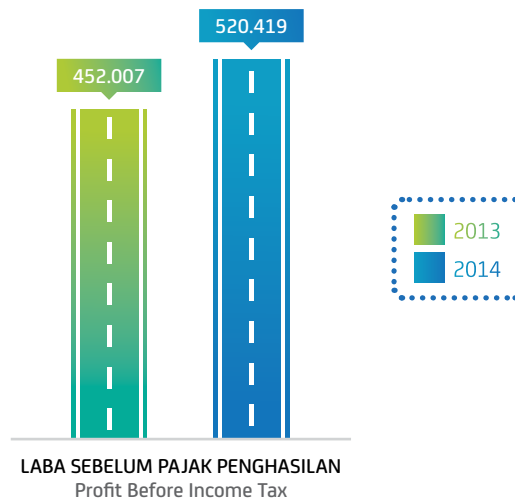 520.419
452.007
2013
2014
LABA SEBELUM PAJAK PENGHASILAN
Profit Before Income Tax